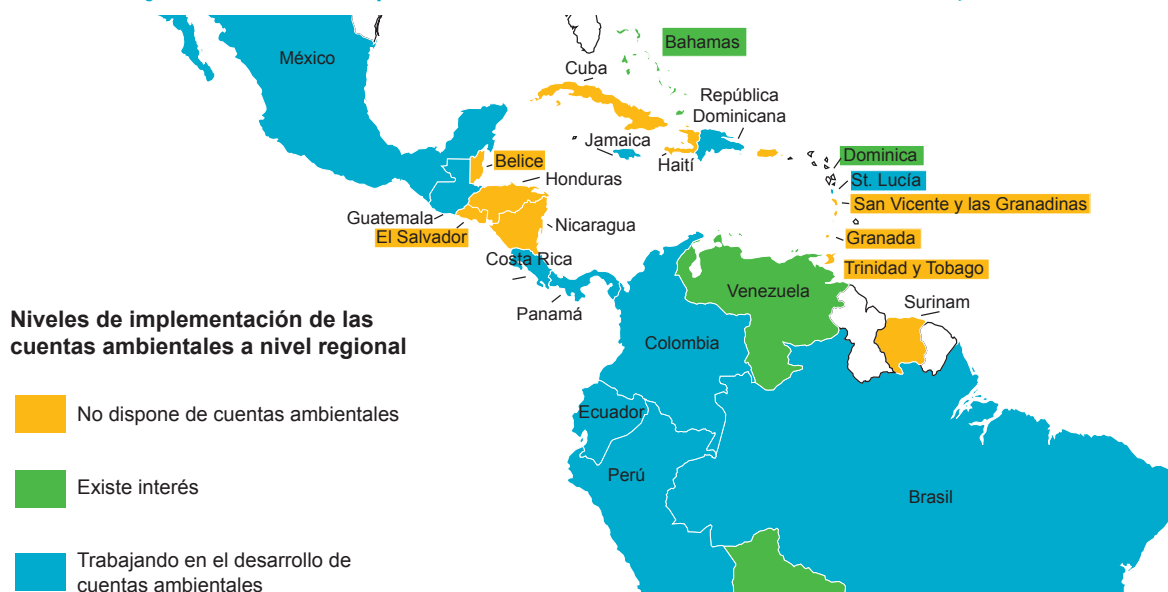 México
Bahamas
Cuba
República
Dominicana
Jamaica
Haití
Dominica
Belice
Honduras
St. Lucía
San Vicente y las Granadinas
Guatemala
Nicaragua
El Salvador
Granada
Costa Rica
Trinidad y Tobago
Venezuela
Surinam
Panamá
Niveles de implementación de las
cuentas ambientales a nivel regional
Colombia
No dispone de cuentas ambientales
Ecuador
Perú
Existe interés
Brasil
Trabajando en el desarrollo de
cuentas ambientales